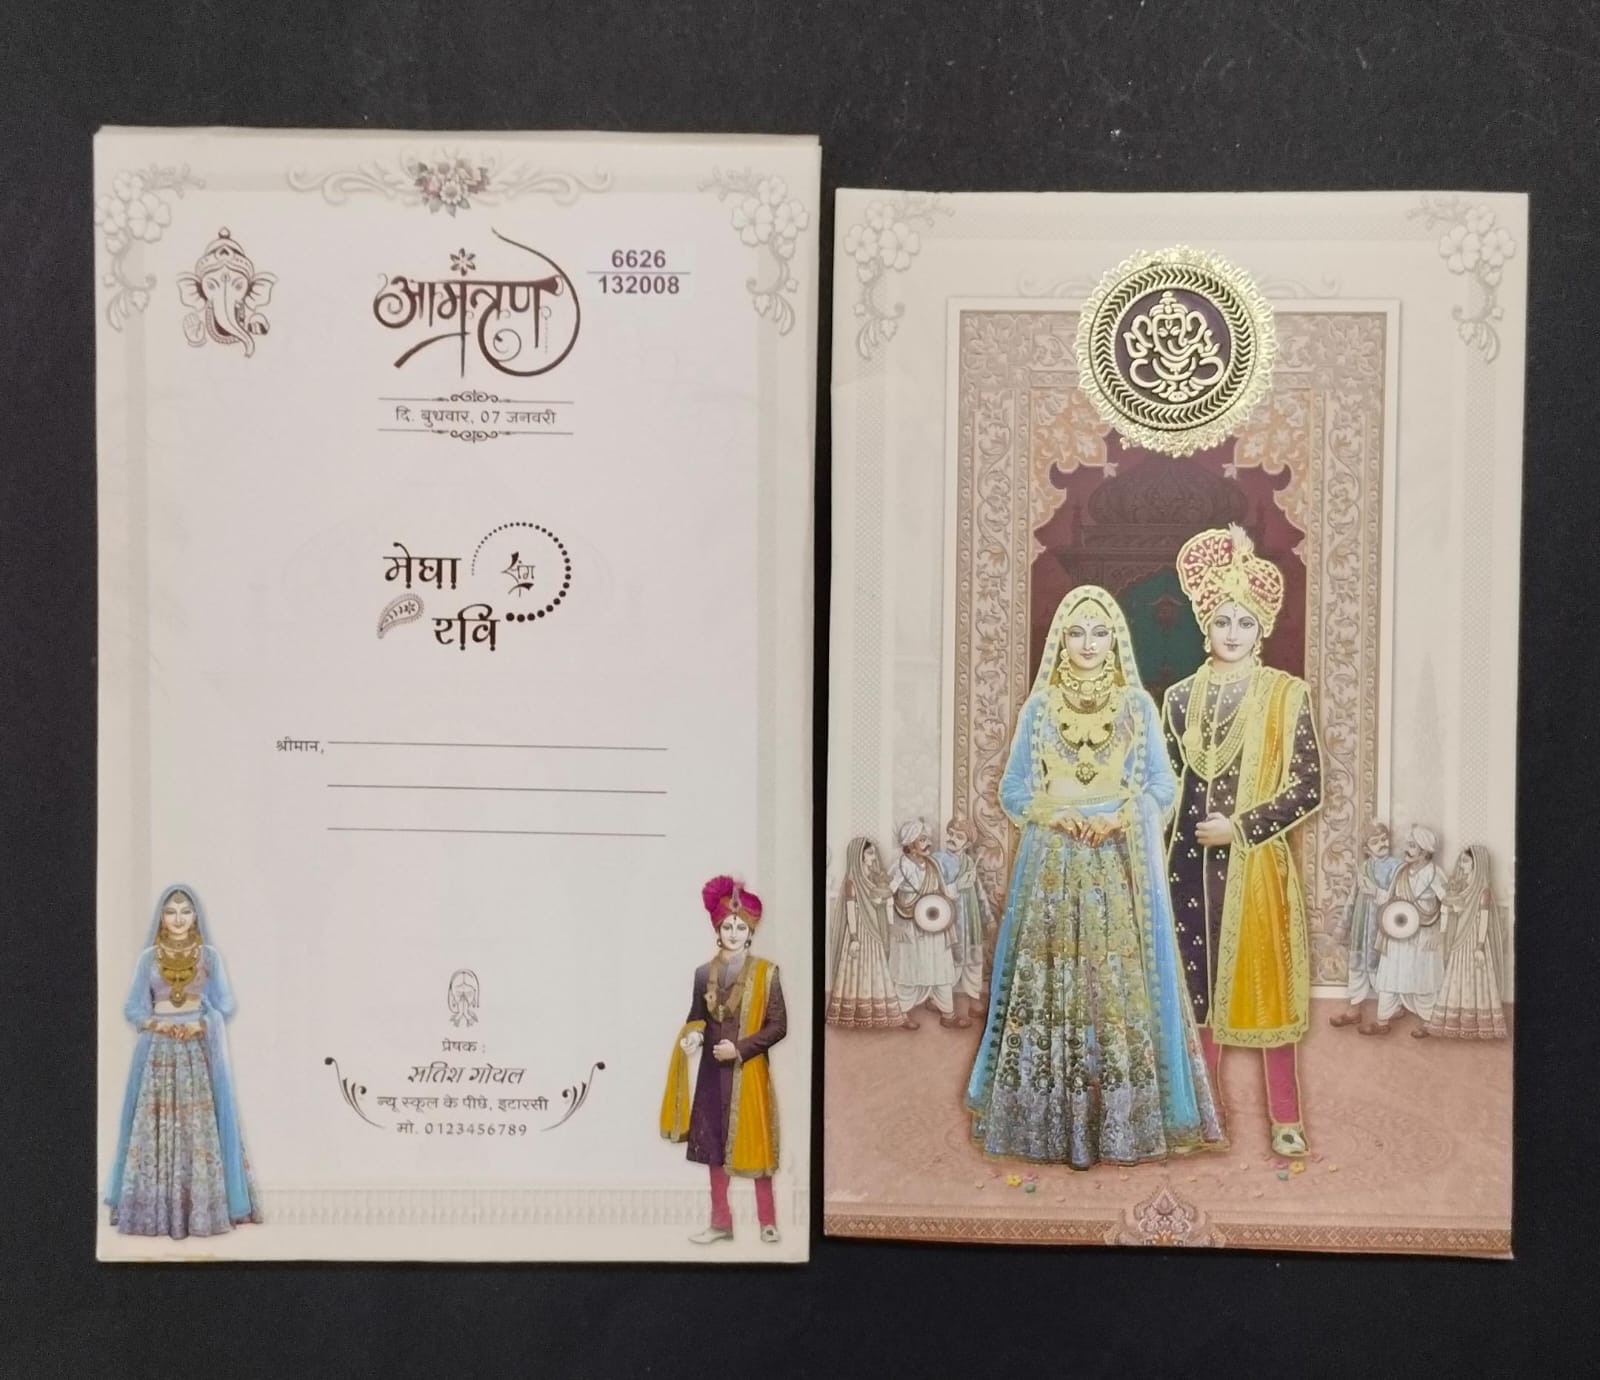 आमंत्रण
6626
132008
दि. बुधवार, 07 जनवरी
मेघा
संग
रवि
श्रीमान,
प्रेषक :
सतिश गोयल
न्यू स्कूल के पीछे, इटारसी
मो. 0123456789